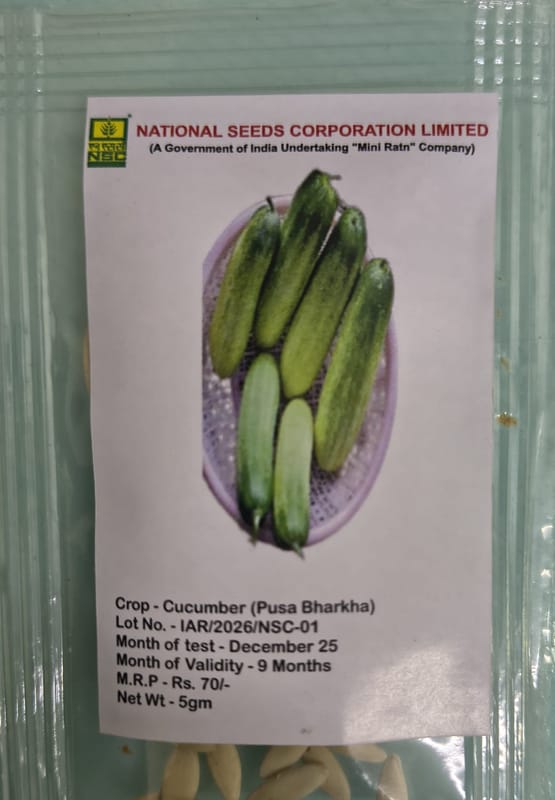 NATIONAL SEEDS CORPORATION LIMITED
(A Government of India Undertaking "Mini Ratn" Company)
NSC
Crop - Cucumber (Pusa Bharkha)
Lot No. - IAR/2026/NSC-01
Month of test - December 25
Month of Validity - 9 Months
M.R.P - Rs. 70/-
Net Wt - 5gm